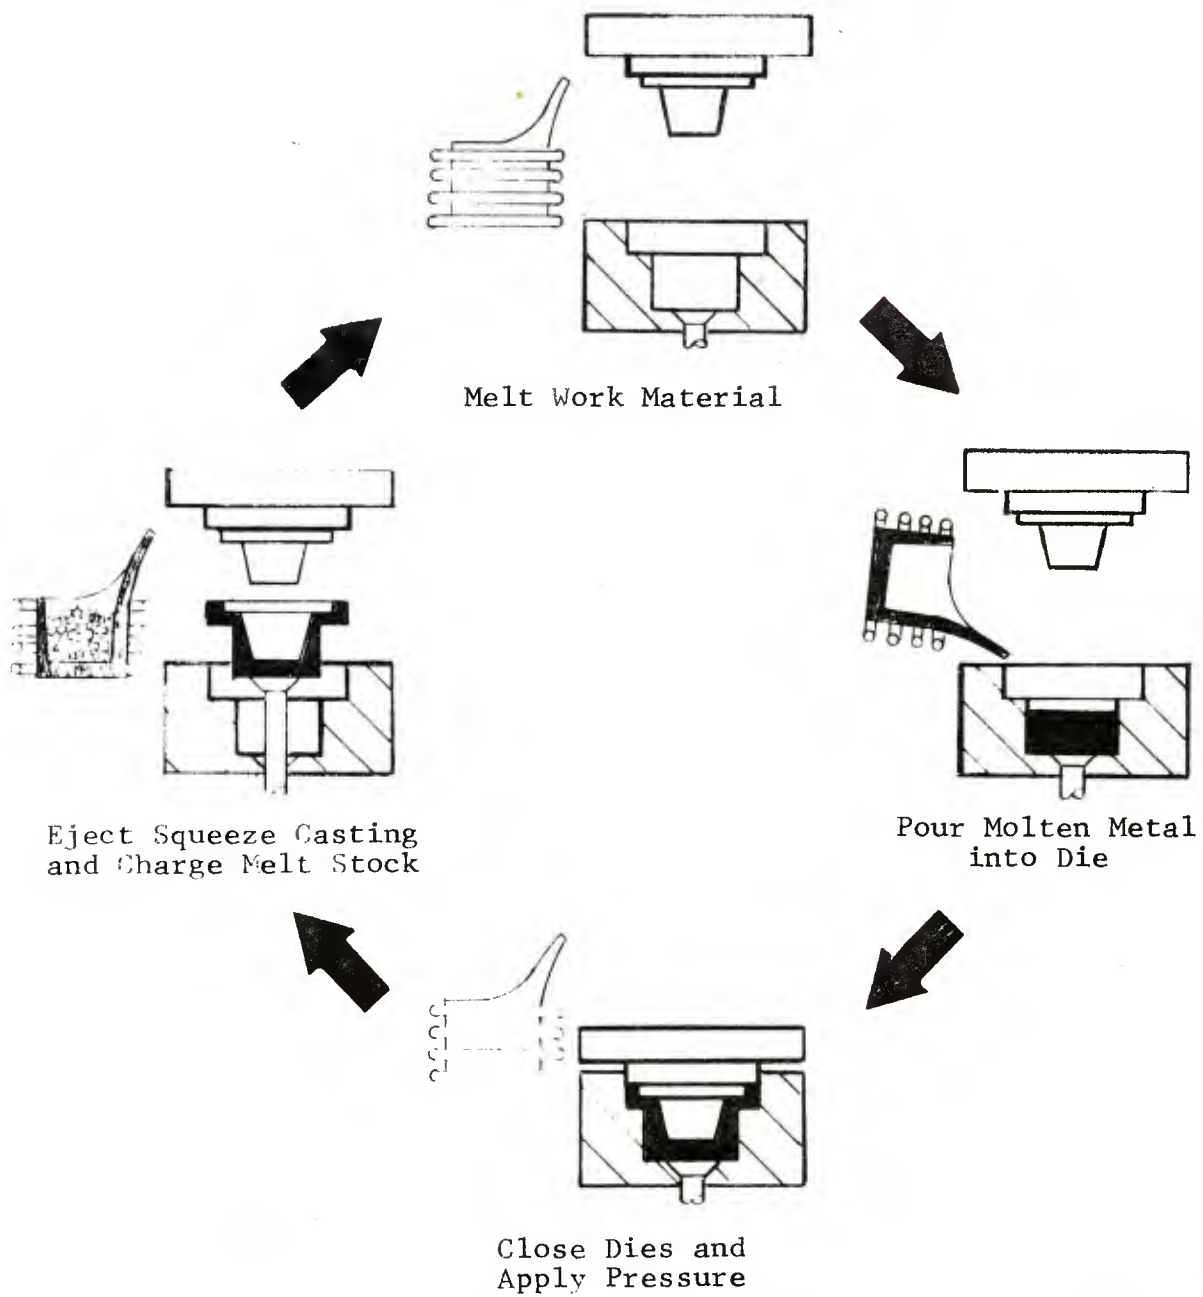 Melt Work Material
Pour Molten Metal
into Die
Close Dies and
Apply Pressure
Eject Squeeze Casting
and Charge Melt Stock